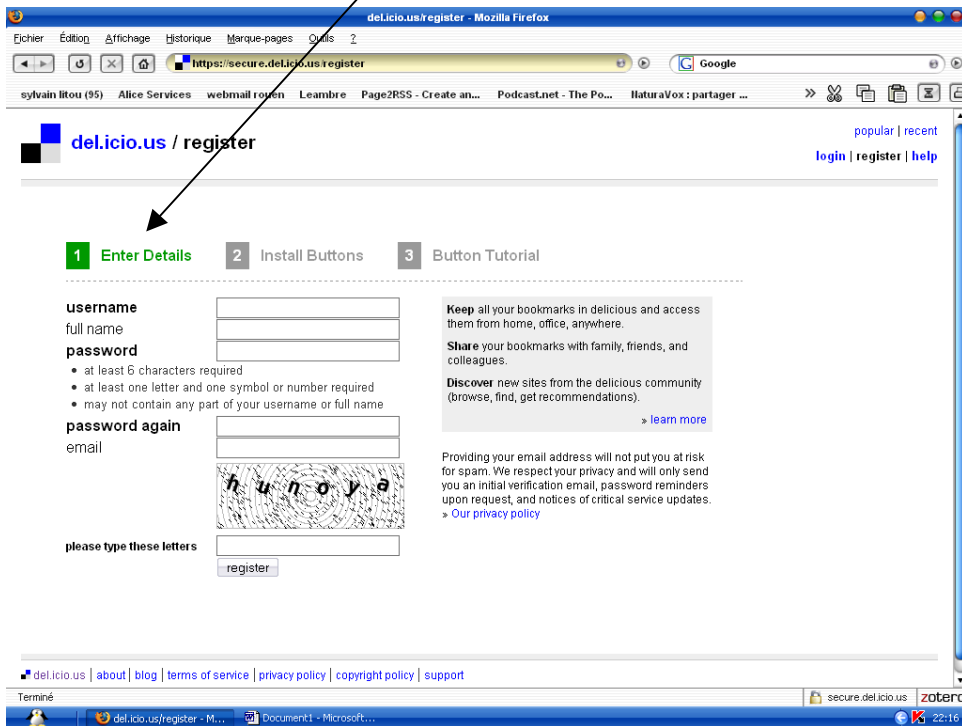 del.icio.us/register - Mozilla Firefox
Fichier Édition Affichage Historique Marque-pages Outils ?
https://secure.del.icio.us/register
Google
sylvain litou (95) Alice Services webmail rouen Leambre Page2RSS - Create an... Podcast.net - The Po... NaturaVox : partager ... »
popular | recent
del.icio.us / register
login | register | help
1 Enter Details 2 Install Buttons 3 Button Tutorial
username
full name
password
• at least 6 characters required
• at least one letter and one symbol or number required
• may not contain any part of your username or full name
password again
email
hunoya
please type these letters
register
Keep all your bookmarks in delicious and access
them from home, office, anywhere.
Share your bookmarks with family, friends, and
colleagues.
Discover new sites from the delicious community
(browse, find, get recommendations).
» learn more
Providing your email address will not put you at risk
for spam. We respect your privacy and will only send
you an initial verification email, password reminders
upon request, and notices of critical service updates.
» Our privacy policy
del.icio.us | about | blog | terms of service | privacy policy | copyright policy | support
Terminé
secure.del.icio.us zotero
del.icio.us/register - M... Document1 - Microsoft... 22:16